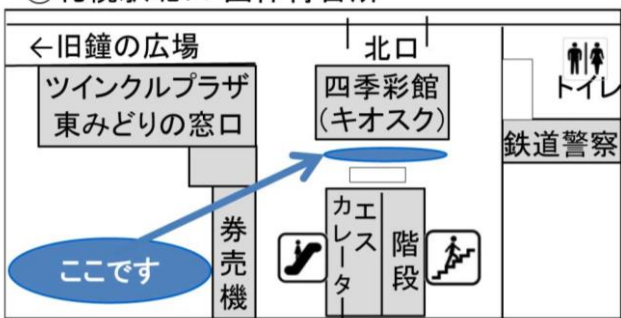 ←旧鐘の広場
北口
トイレ
ツインクルプラザ
東みどりの窓口
四季彩館
(キオスク)
鉄道警察
券売機
エスカレーター
階段
ここです